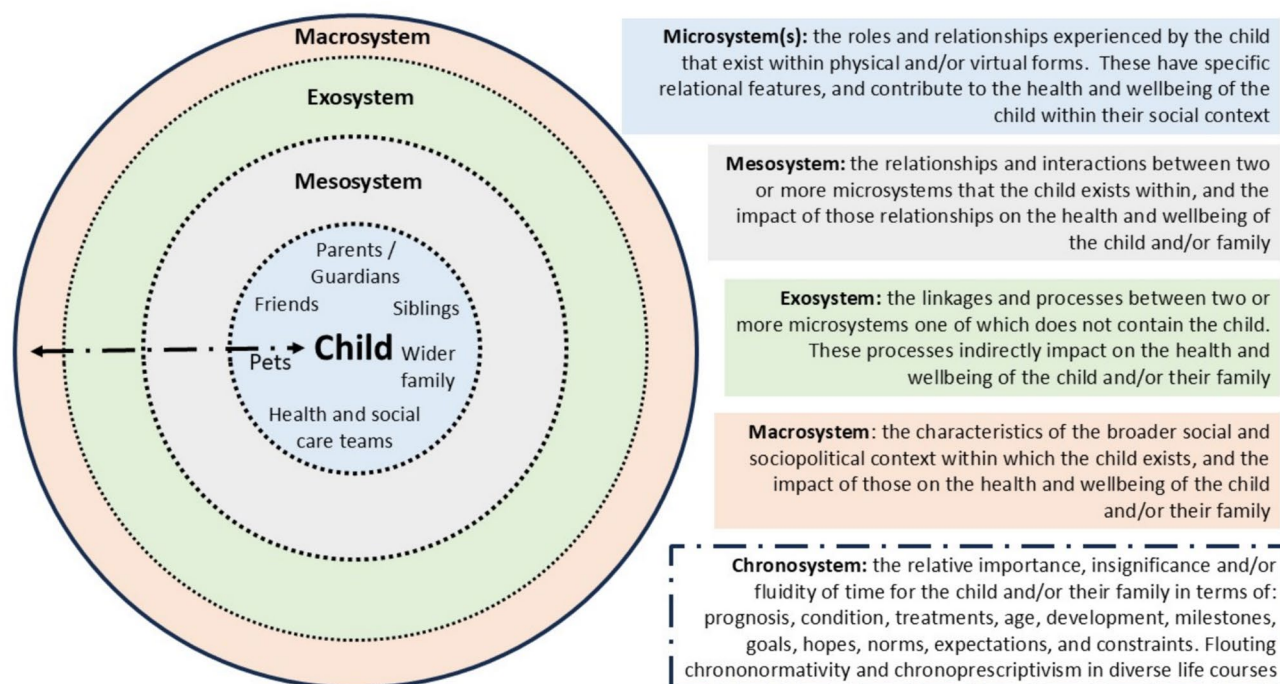 Macrosystem
Exosystem
Mesosystem
Parents /
Guardians
Friends
Siblings
Child
Pets
Wider
family
Health and social
care teams
Microsystem(s): the roles and relationships experienced by the child
that exist within physical and/or virtual forms. These have specific
relational features, and contribute to the health and wellbeing of the
child within their social context
Mesosystem: the relationships and interactions between two
or more microsystems that the child exists within, and the
impact of those relationships on the health and wellbeing of
the child and/or family
Exosystem: the linkages and processes between two or
more microsystems one of which does not contain the child.
These processes indirectly impact on the health and
wellbeing of the child and/or their family
Macrosystem: the characteristics of the broader social and
sociopolitical context within which the child exists, and the
impact of those on the health and wellbeing of the child
and/or their family
Chronosystem: the relative importance, insignificance and/or
fluidity of time for the child and/or their family in terms of:
prognosis, condition, treatments, age, development, milestones,
goals, hopes, norms, expectations, and constraints. Flouting
chrononormativity and chronoprescriptivism in diverse life courses